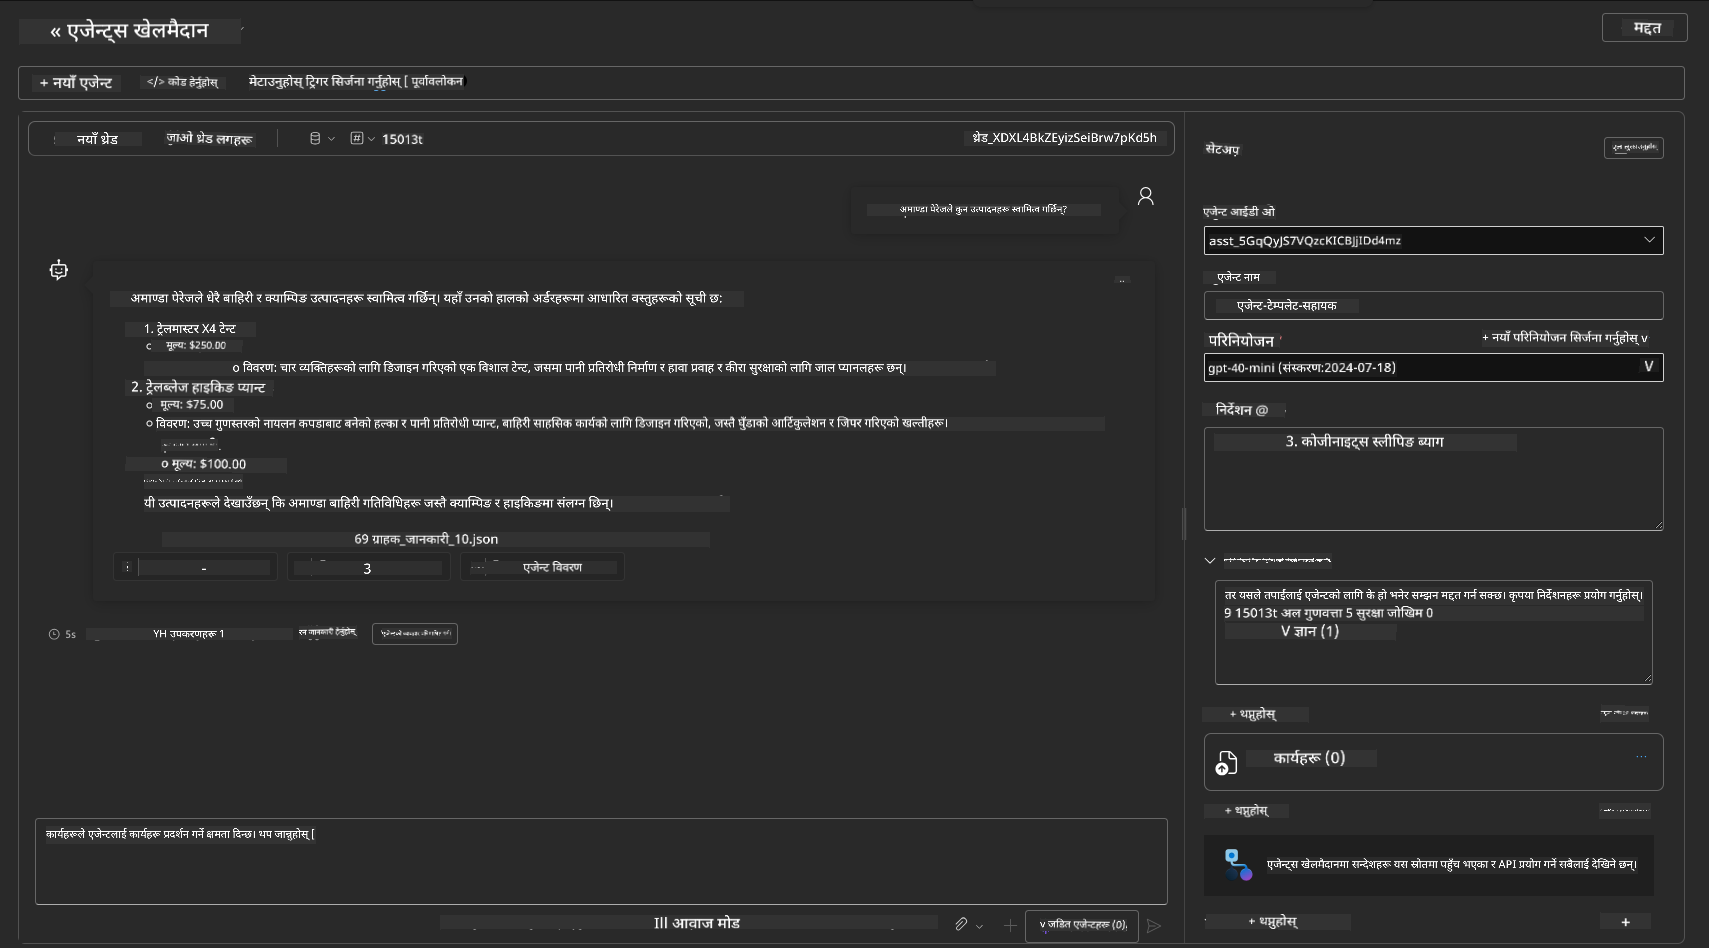 « एजेन्ट्स खेलमैदान
मद्दत
+ नयाँ एजेन्ट
</> कोड हेर्नुहोस्
मेटाउनुहोस् ट्रिगर सिर्जना गर्नुहोस् [ पूर्वावलोकन
नयाँ थ्रेड
जाओ थ्रेड लगहरू
15013t
थ्रेड_XDXL4BkZEyizSeiBrw7pKd5h
अमाण्डा पेरेजले कुन उत्पादनहरू स्वामित्व गर्छिन्?
अमाण्डा पेरेजले धेरै बाहिरी र क्याम्पिङ उत्पादनहरू स्वामित्व गर्छिन्। यहाँ उनको हालको अर्डरहरूमा आधारित वस्तुहरूको सूची छ:
1. ट्रेलमास्टर X4 टेन्ट
मूल्य: $250.00
o विवरण: चार व्यक्तिहरूको लागि डिजाइन गरिएको एक विशाल टेन्ट, जसमा पानी प्रतिरोधी निर्माण र हावा प्रवाह र कीरा सुरक्षाको लागि जाल प्यानलहरू छन्।
2. ट्रेलब्लेज हाइकिङ प्यान्ट
o मूल्य: $75.00
o विवरण: उच्च गुणस्तरको नायलन कपडाबाट बनेको हल्का र पानी प्रतिरोधी प्यान्ट, बाहिरी साहसिक कार्यको लागि डिजाइन गरिएको, जस्तै घुँडाको आर्टिकुलेशन र जिपर गरिएको खल्तीहरू।
o मूल्य: $100.00
यी उत्पादनहरूले देखाउँछन् कि अमाण्डा बाहिरी गतिविधिहरू जस्तै क्याम्पिङ र हाइकिङमा संलग्न छिन्।
69 ग्राहक_जानकारी_10.json
-
3
एजेन्ट विवरण
5s
YH उपकरणहरू 1
कार्यहरूले एजेन्टलाई कार्यहरू प्रदर्शन गर्ने क्षमता दिन्छ। थप जान्नुहोस् [
Ill आवाज मोड
v जडित एजेन्टहरू (0)
सेटअप
एजेन्ट आईडी ओ
asst_5GqQyJS7VQzcKICBJjIDd4mz
एजेन्ट नाम
एजेन्ट-टेम्पलेट-सहायक
परिनियोजन
+ नयाँ परिनियोजन सिर्जना गर्नुहोस् v
gpt-40-mini (संस्करण:2024-07-18)
V
निर्देशन @
3. कोजीनाइट्स स्लीपिङ ब्याग
तर यसले तपाईंलाई एजेन्टको लागि के हो भनेर सम्झन मद्दत गर्न सक्छ। कृपया निर्देशनहरू प्रयोग गर्नुहोस्।
9 15013t अल गुणवत्ता 5 सुरक्षा जोखिम 0
V ज्ञान (1)
+ थप्नुहोस्
कार्यहरू (0)
...
+ थप्नुहोस्
एजेन्ट्स खेलमैदानमा सन्देशहरू यस स्रोतमा पहुँच भएका र API प्रयोग गर्ने सबैलाई देखिने छन्।
+ थप्नुहोस्
+